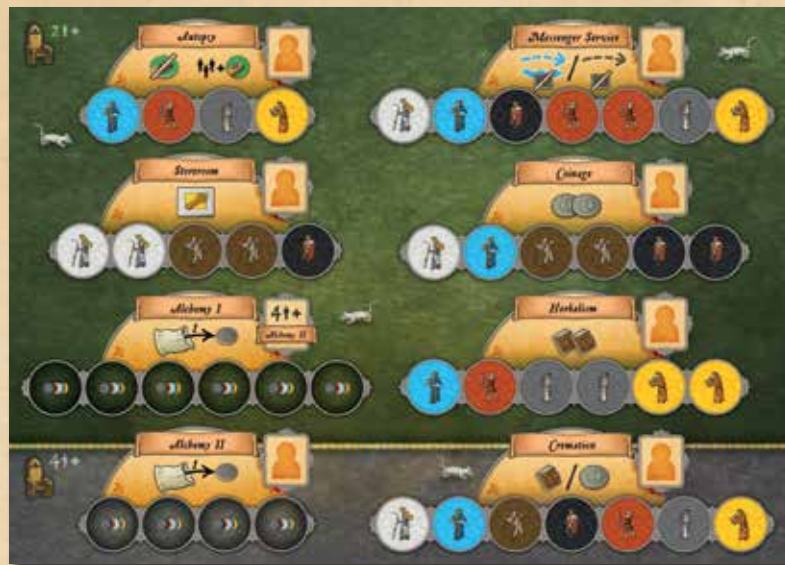 2+
Autopsy
Messenger Service
Storeroom
Coinage
Alchemy I
4+
Alchemy II
Herbalism
4+
Alchemy II
Cremation